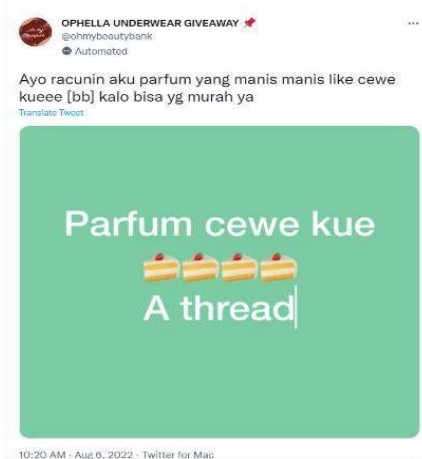 OPHELLA UNDERWEAR GIVEAWAY 📌
@ohmybeautybank
Automated
Ayo racunin aku parfum yang manis manis like cewe
kueee [bb] kalo bisa yg murah ya
Translate Tweet
Parfum cewe kue
🍰🍰🍰🍰
A thread
10:20 AM · Aug 6, 2022 · Twitter for Mac